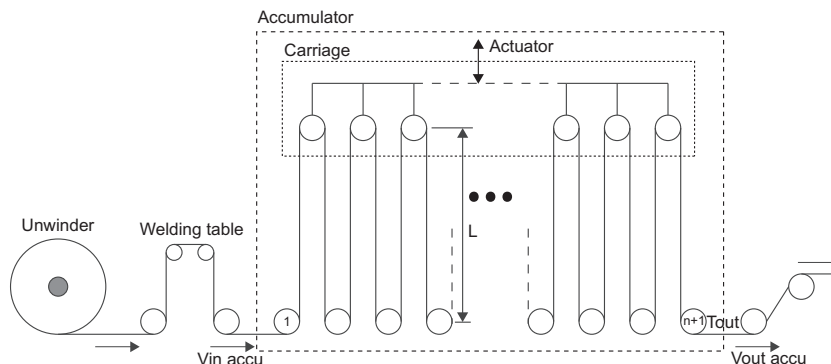 Accumulator
Carriage
Actuator
L
Unwinder
Welding table
1
n+1
Tout
Vin accu
Vout accu